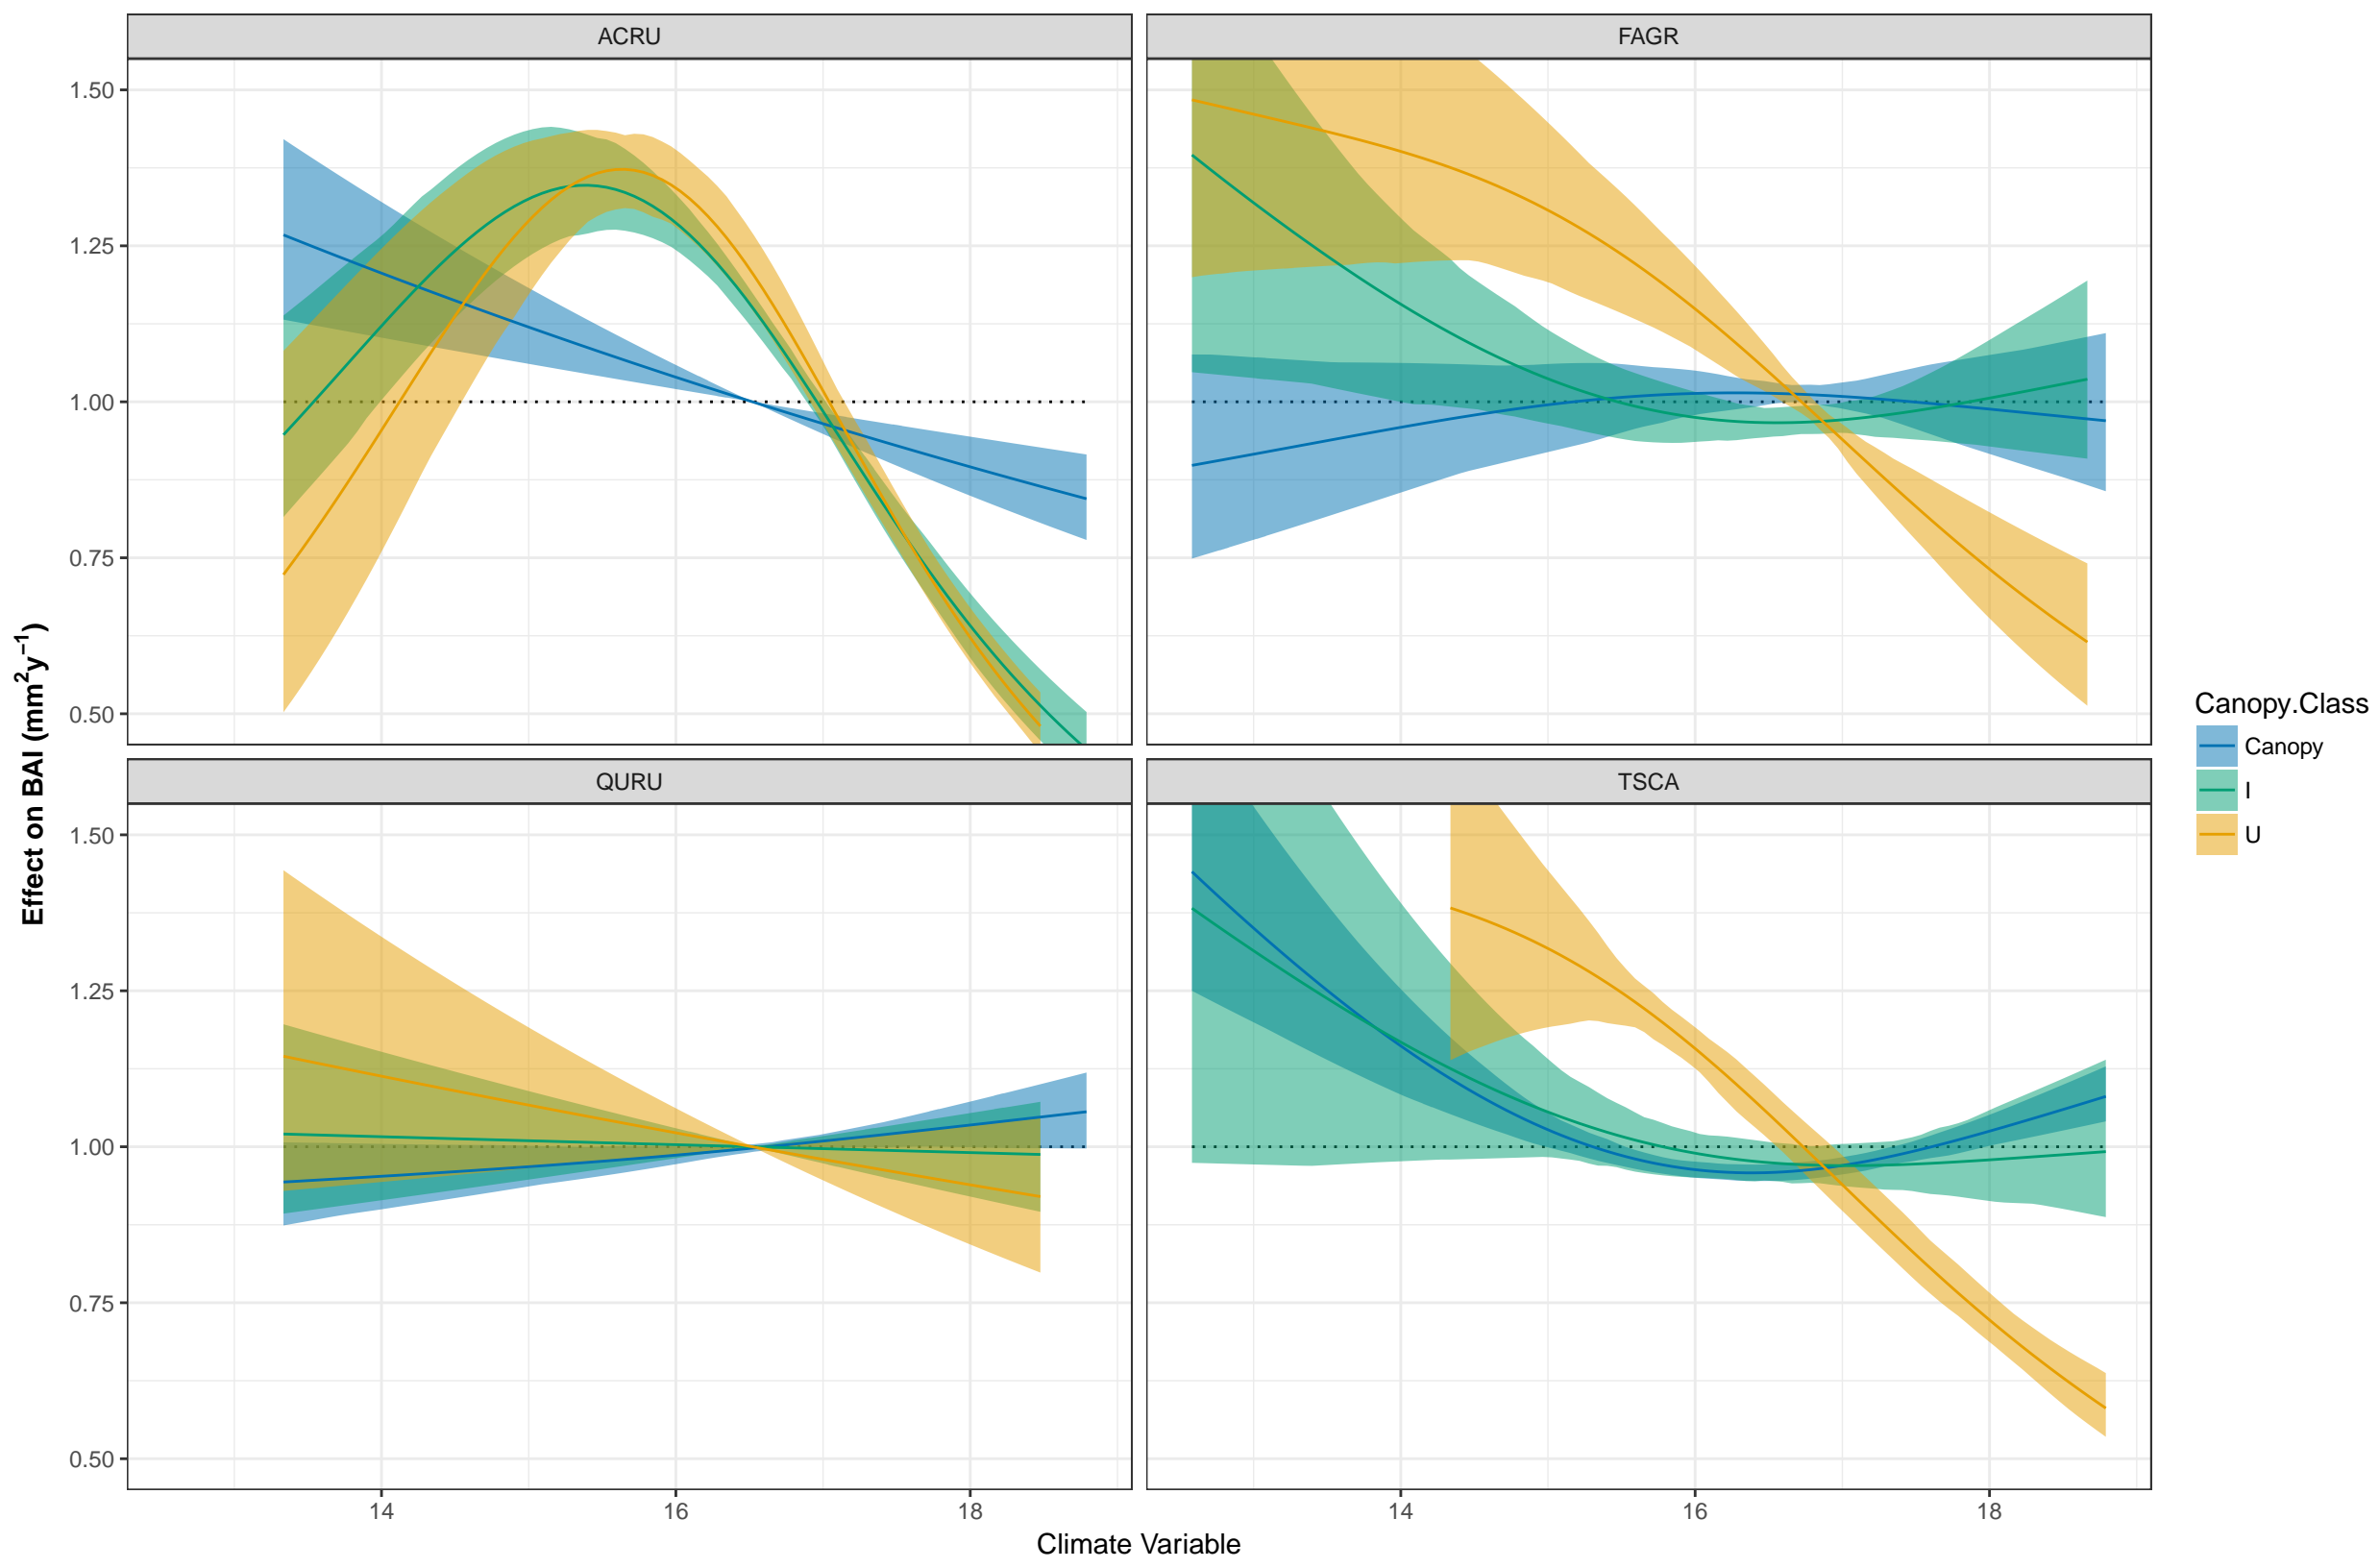 ACRU
FAGR
1.50
1.25
1.00
0.75
0.50
QURU
TSCA
1.50
1.25
1.00
0.75
0.50
14
16
18
14
16
18
Climate Variable
Effect on BAI (mm²y⁻¹)
Canopy.Class
Canopy
I
U